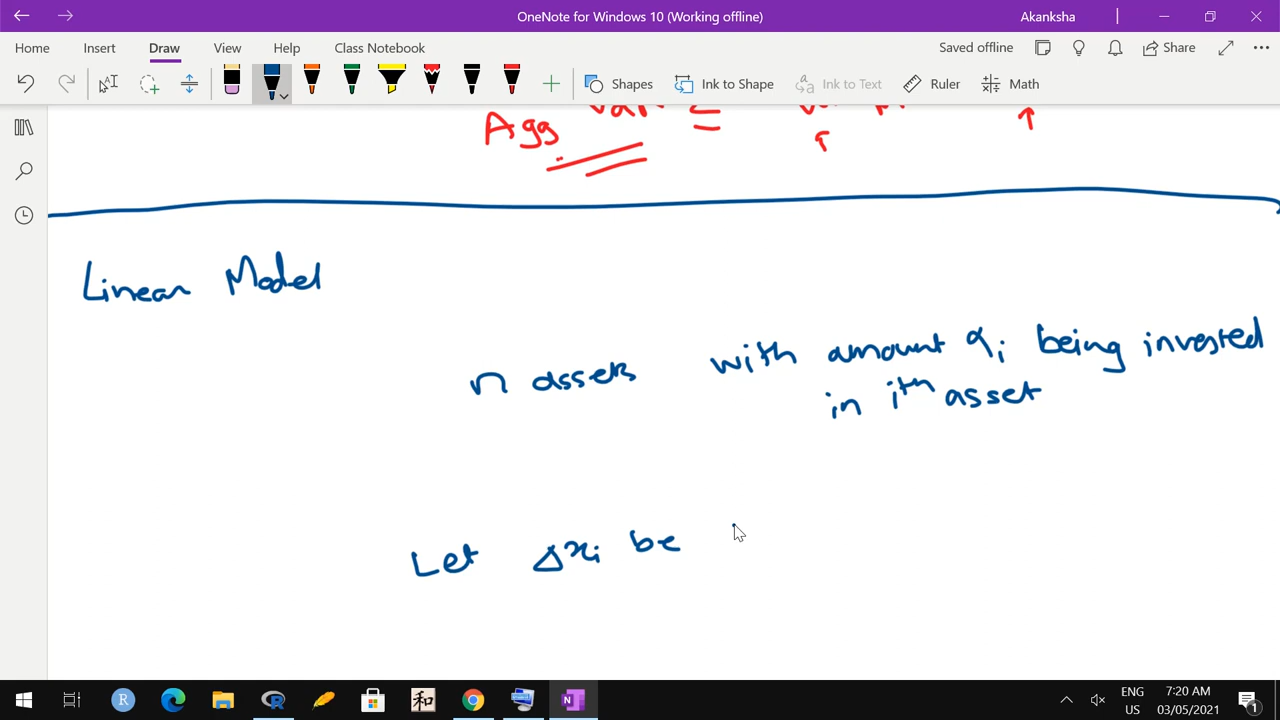 OneNote for Windows 10 (Working offline)
Akanksha
Home Insert Draw View Help Class Notebook
Saved offline Share
Shapes Ink to Shape Ink to Text Ruler Math
Agg
Linear Model
n assets with amount αi being invested
in ith asset
Let Δxi be
ENG
US
7:20 AM
03/05/2021
1